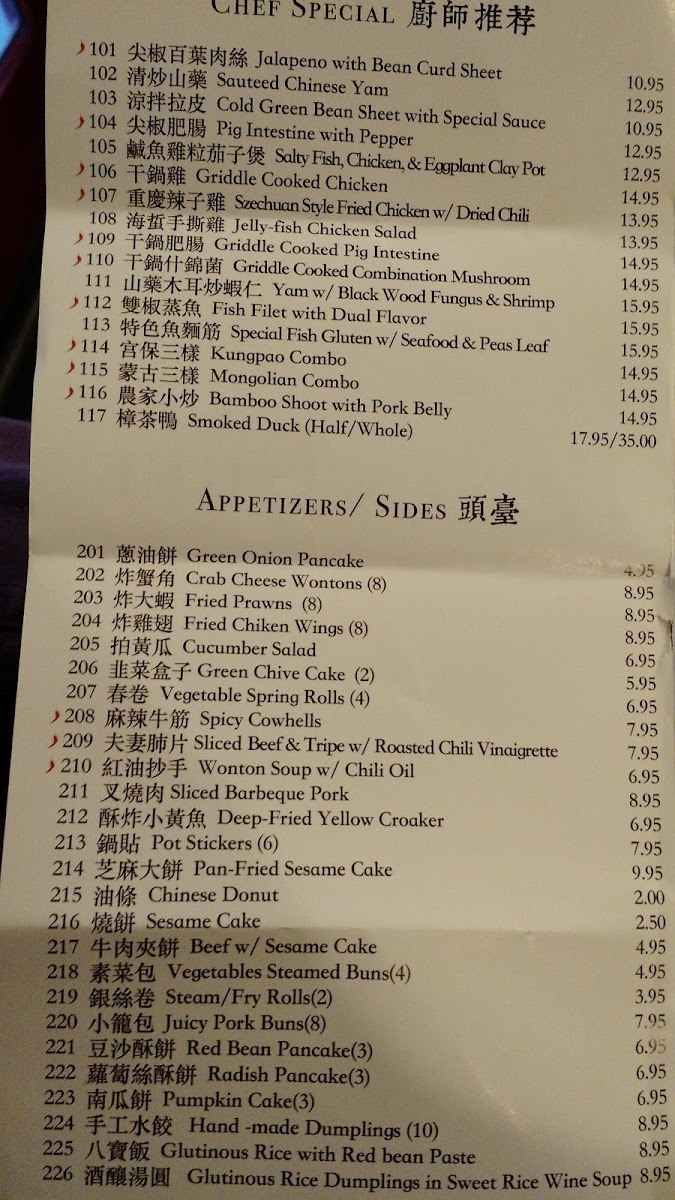 CHEF SPECIAL 廚師推荐
101 尖椒百葉肉絲 Jalapeno with Bean Curd Sheet 10.95
102 清炒山藥 Sauteed Chinese Yam 12.95
103 涼拌拉皮 Cold Green Bean Sheet with Special Sauce 10.95
104 尖椒肥腸 Pig Intestine with Pepper 12.95
105 鹹魚雞粒茄子煲 Salty Fish, Chicken, & Eggplant Clay Pot 12.95
106 干鍋雞 Griddle Cooked Chicken 14.95
107 重慶辣子雞 Szechuan Style Fried Chicken w/ Dried Chili 13.95
108 海蜇手撕雞 Jelly-fish Chicken Salad 13.95
109 干鍋肥腸 Griddle Cooked Pig Intestine 14.95
110 干鍋什錦菌 Griddle Cooked Combination Mushroom 14.95
111 山藥木耳炒蝦仁 Yam w/ Black Wood Fungus & Shrimp 15.95
112 雙椒蒸魚 Fish Filet with Dual Flavor 15.95
113 特色魚麵筋 Special Fish Gluten w/ Seafood & Peas Leaf 15.95
114 宫保三樣 Kungpao Combo 14.95
115 蒙古三樣 Mongolian Combo 14.95
116 農家小炒 Bamboo Shoot with Pork Belly 14.95
117 樟茶鴨 Smoked Duck (Half/Whole) 17.95/35.00
APPETIZERS/ SIDES 頭臺
201 蔥油餅 Green Onion Pancake 4.95
202 炸蟹角 Crab Cheese Wontons (8) 8.95
203 炸大蝦 Fried Prawns (8) 8.95
204 炸雞翅 Fried Chiken Wings (8) 8.95
205 拍黃瓜 Cucumber Salad 6.95
206 韭菜盒子 Green Chive Cake (2) 5.95
207 春卷 Vegetable Spring Rolls (4) 6.95
208 麻辣牛筋 Spicy Cowhells 7.95
209 夫妻肺片 Sliced Beef & Tripe w/ Roasted Chili Vinaigrette 7.95
210 紅油抄手 Wonton Soup w/ Chili Oil 6.95
211 叉燒肉 Sliced Barbeque Pork 8.95
212 酥炸小黃魚 Deep-Fried Yellow Croaker 6.95
213 鍋貼 Pot Stickers (6) 7.95
214 芝麻大餅 Pan-Fried Sesame Cake 9.95
215 油條 Chinese Donut 2.00
216 燒餅 Sesame Cake 2.50
217 牛肉夾餅 Beef w/ Sesame Cake 4.95
218 素菜包 Vegetables Steamed Buns(4) 4.95
219 銀絲卷 Steam/Fry Rolls(2) 3.95
220 小籠包 Juicy Pork Buns(8) 7.95
221 豆沙酥餅 Red Bean Pancake(3) 6.95
222 蘿蔔絲酥餅 Radish Pancake(3) 6.95
223 南瓜餅 Pumpkin Cake(3) 6.95
224 手工水餃 Hand -made Dumplings (10) 8.95
225 八寶飯 Glutinous Rice with Red bean Paste 8.95
226 酒釀湯圓 Glutinous Rice Dumplings in Sweet Rice Wine Soup 8.95